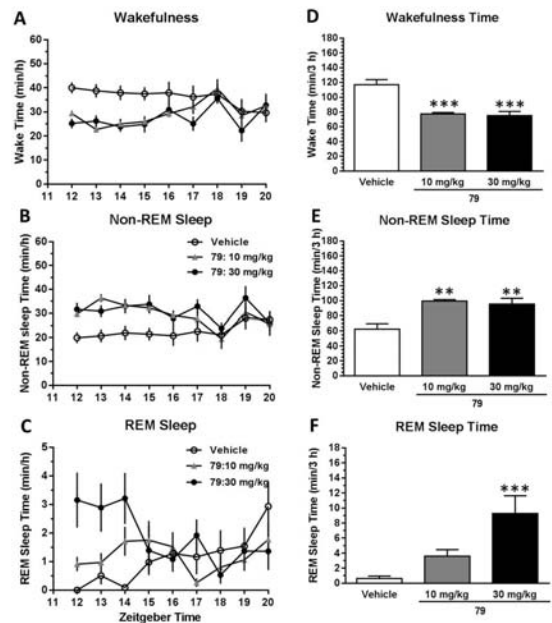 A
Wakefulness
Wake Time (min/h)
60
50
40
30
20
10
0
11 12 13 14 15 16 17 18 19 20
B
Non-REM Sleep
Non-REM sleep Time (min/h)
60
50
40
30
20
10
0
Vehicle
79: 10 mg/kg
79: 30 mg/kg
11 12 13 14 15 16 17 18 19 20
C
REM Sleep
REM Sleep Time (min/h)
5
4
3
2
1
0
Vehicle
79:10 mg/kg
79:30 mg/kg
11 12 13 14 15 16 17 18 19 20
Zeitgeber Time
D
Wakefulness Time
Wake Time (min/3 h)
180
160
140
120
100
80
60
40
20
0
*** ***
Vehicle 10 mg/kg 30 mg/kg
79
E
Non-REM Sleep Time
Non-REM Sleep Time (min/3 h)
180
160
140
120
100
80
60
40
20
0
** **
Vehicle 10 mg/kg 30 mg/kg
79
F
REM Sleep Time
REM Sleep Time (min/3 h)
18
16
14
12
10
8
6
4
2
0
***
Vehicle 10 mg/kg 30 mg/kg
79